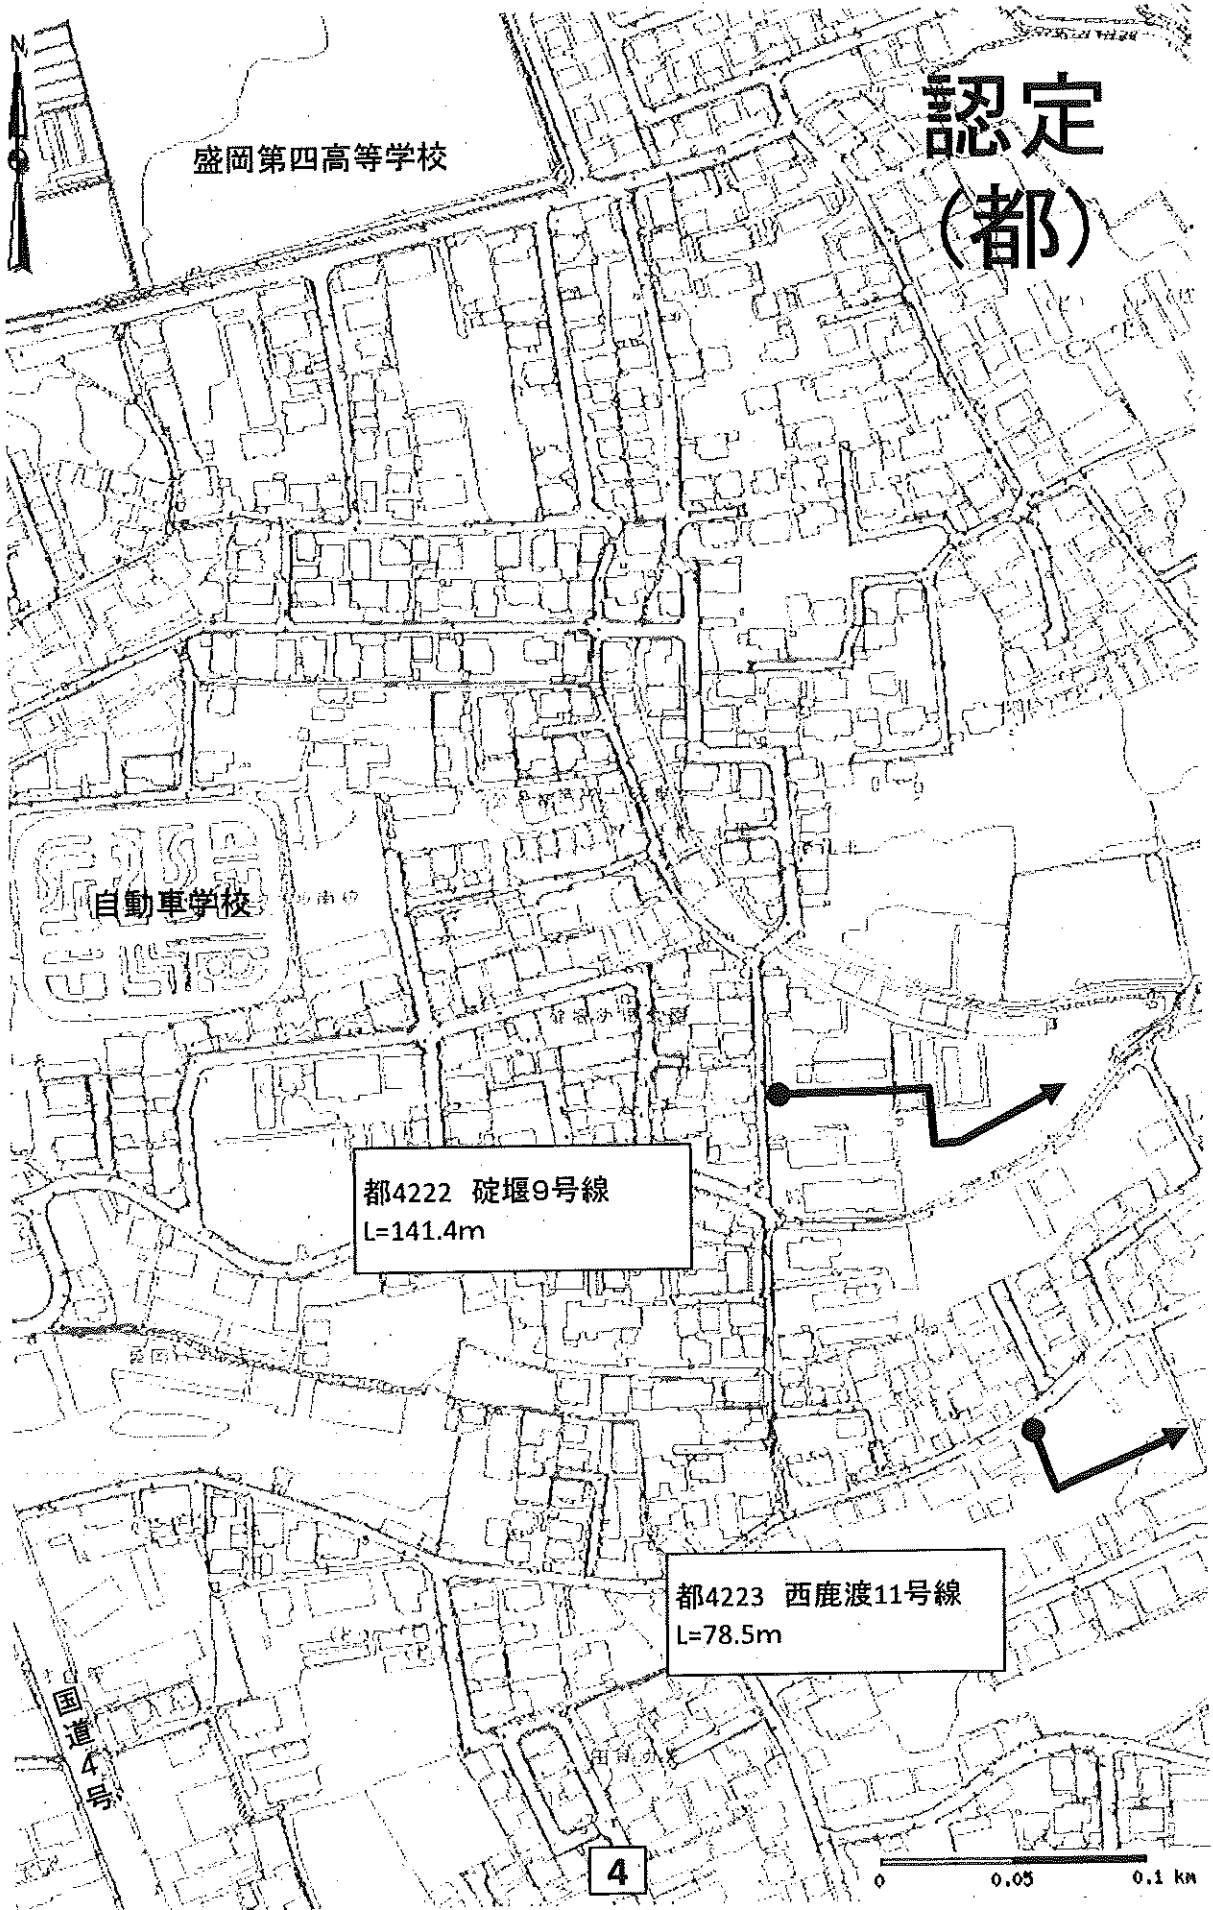 N
認定
(都)
盛岡第四高等学校
自動車学校
都4222 碇堰9号線
L=141.4m
都4223 西鹿渡11号線
L=78.5m
国道4号
4
0 0.05 0.1 km